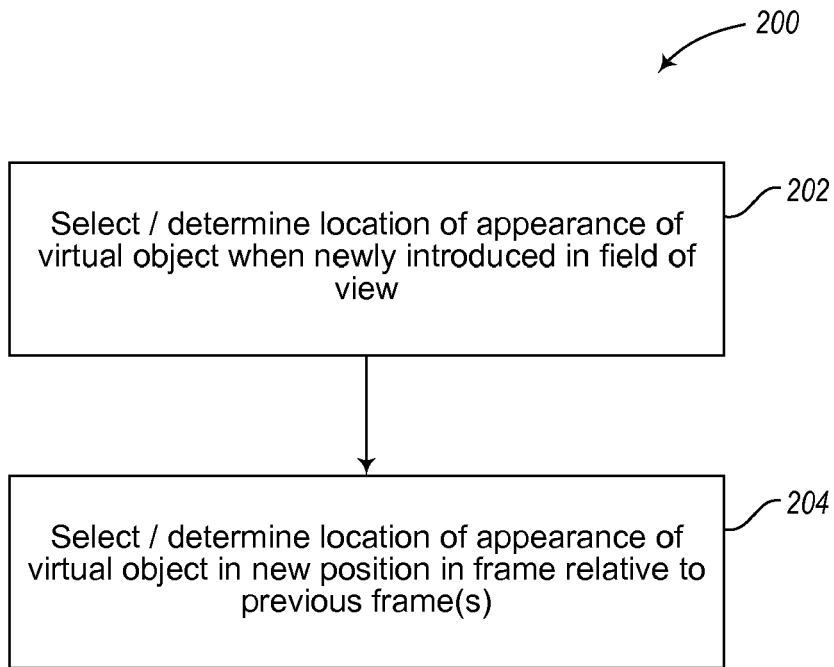 200
202
Select / determine location of appearance of
virtual object when newly introduced in field of
view
204
Select / determine location of appearance of
virtual object in new position in frame relative to
previous frame(s)